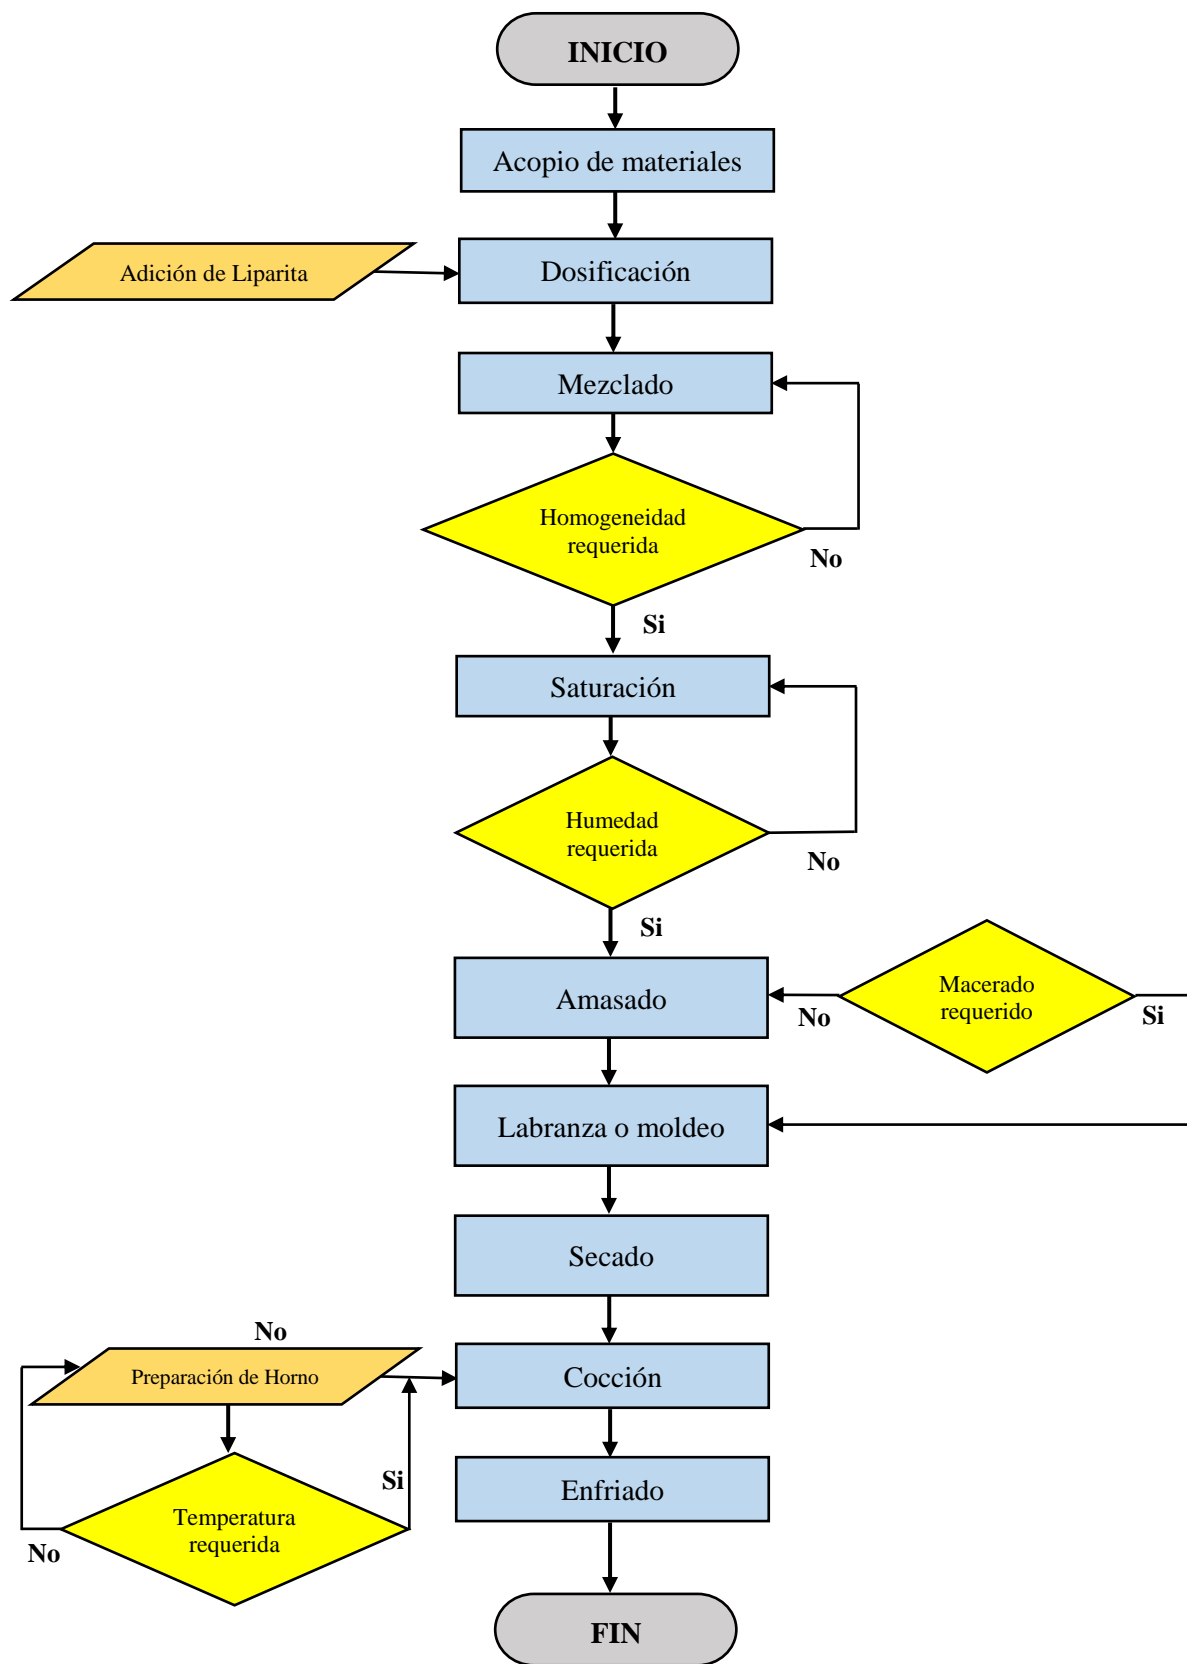 INICIO
Acopio de materiales
Adición de Liparita
Dosificación
Mezclado
Homogeneidad
requerida
No
Si
Saturación
Humedad
requerida
No
Si
Amasado
No
Macerado
requerido
Si
Labranza o moldeo
Secado
No
Preparación de Horno
Cocción
Si
Temperatura
requerida
No
Enfriado
FIN